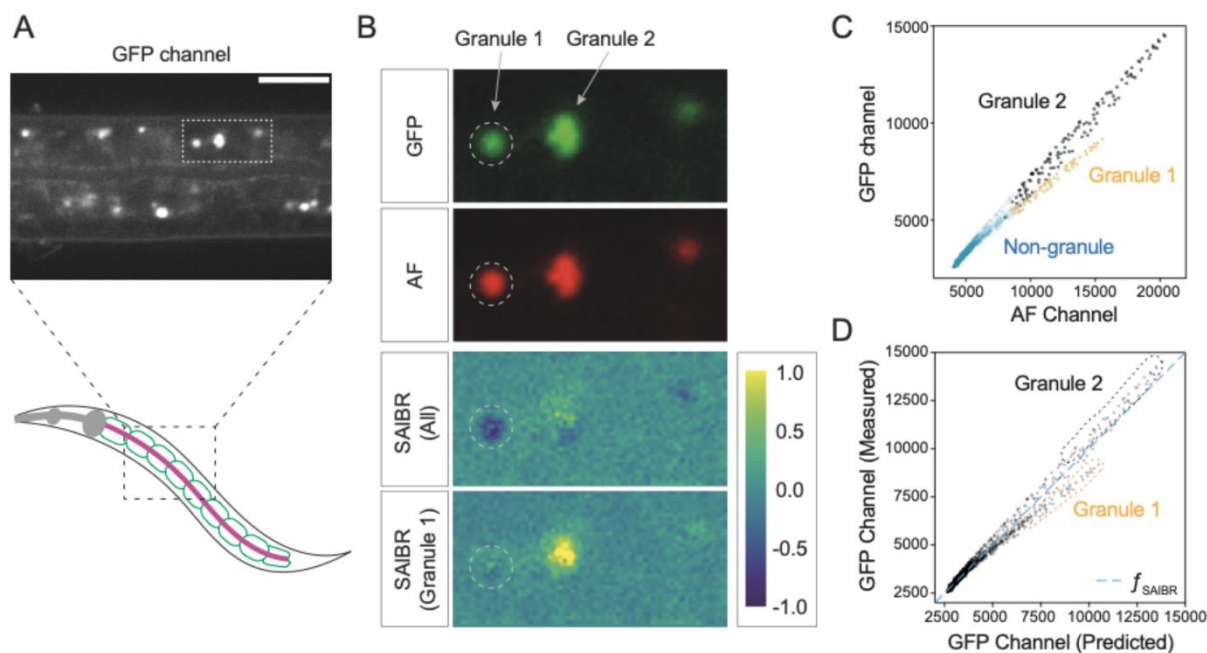 A
GFP channel
B
Granule 1
Granule 2
GFP
AF
SAIBR
(All)
SAIBR
(Granule 1)
1.0
0.5
0.0
-0.5
-1.0
C
15000
10000
5000
GFP channel
Granule 2
Granule 1
Non-granule
5000 10000 15000 20000
AF Channel
D
15000
12500
10000
7500
5000
2500
GFP Channel (Measured)
Granule 2
Granule 1
fSAIBR
2500 5000 7500 10000 12500 15000
GFP Channel (Predicted)